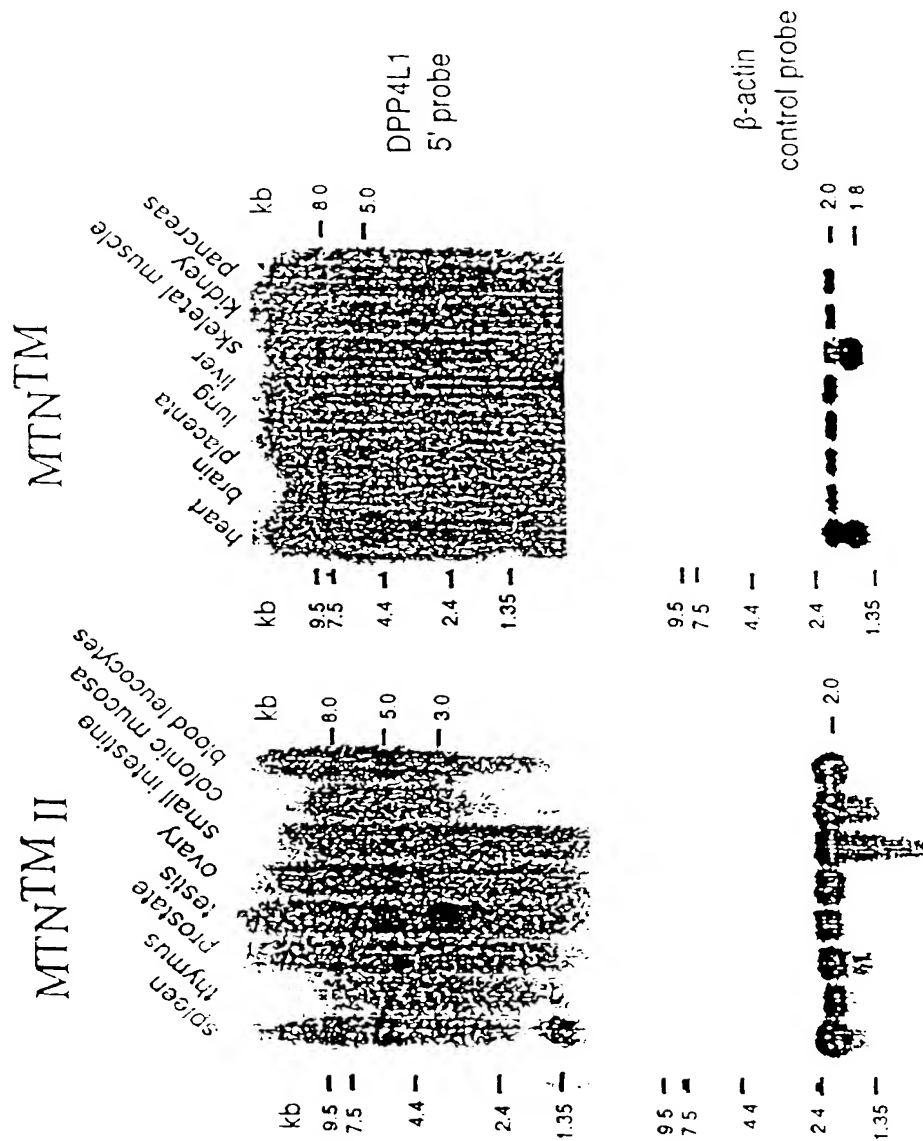 MTN™ II
spleen
thymus
prostate
testis
ovary
small intestine
colonic mucosa
blood leucocytes
kb
9.5
7.5
4.4
2.4
1.35
kb
8.0
5.0
3.0
9.5
7.5
4.4
2.4
1.35
2.0
MTN™
heart
brain
placenta
lung
liver
skeletal muscle
kidney
pancreas
kb
9.5
7.5
4.4
2.4
1.35
kb
8.0
5.0
DPP4L1
5' probe
9.5
7.5
4.4
2.4
1.35
2.0
1.8
β-actin
control probe